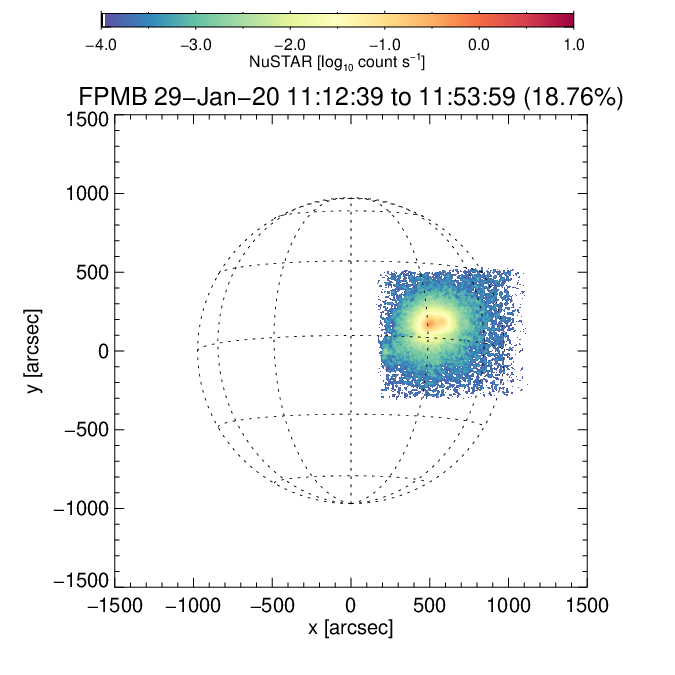 −4.0 −3.0 −2.0 −1.0 0.0 1.0
NuSTAR [log₁₀ count s⁻¹]
FPMB 29−Jan−20 11:12:39 to 11:53:59 (18.76%)
1500
1000
500
0
−500
−1000
−1500
y [arcsec]
−1500 −1000 −500 0 500 1000 1500
x [arcsec]